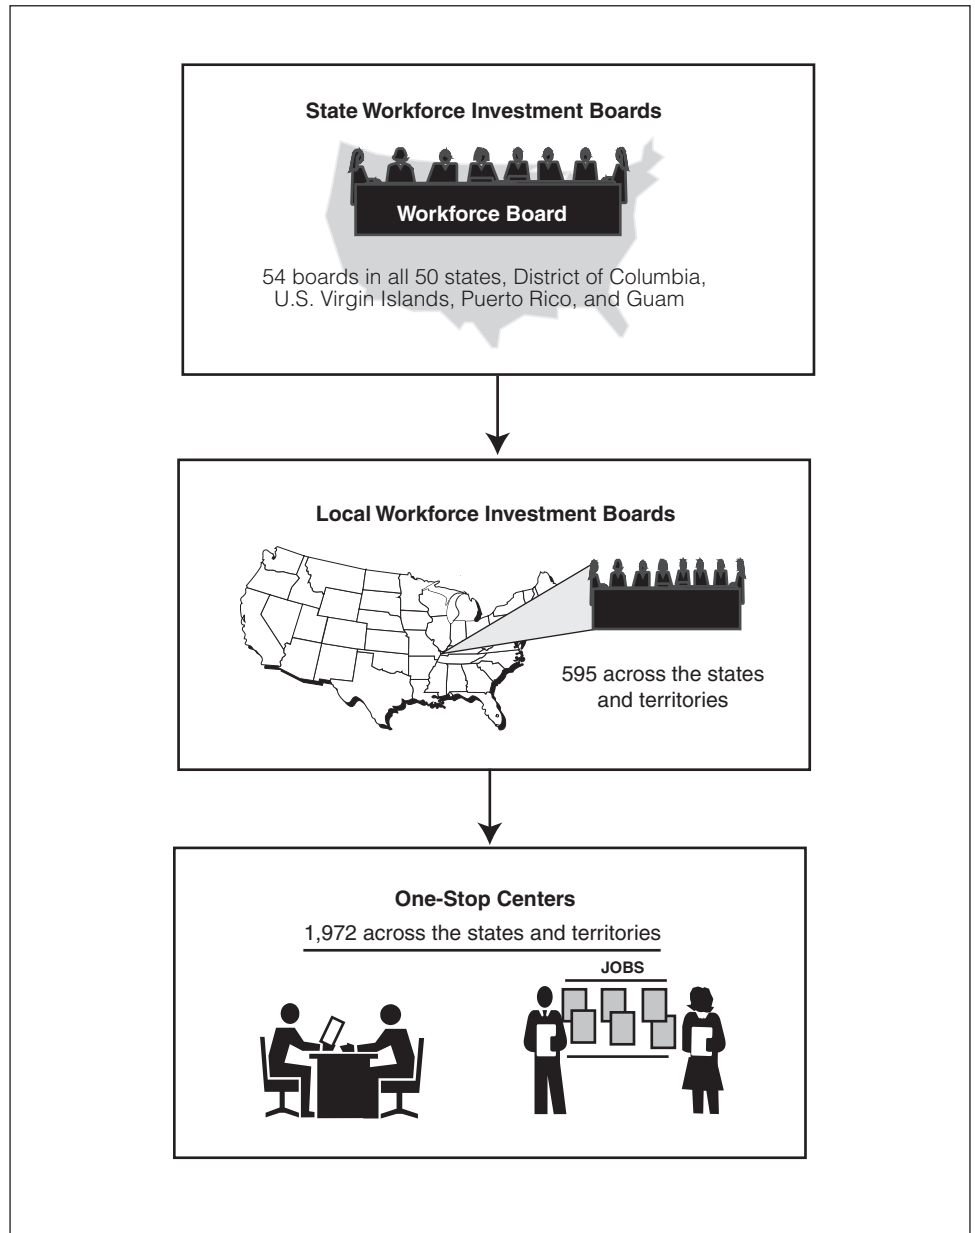 State Workforce Investment Boards
Workforce Board
54 boards in all 50 states, District of Columbia,
U.S. Virgin Islands, Puerto Rico, and Guam
Local Workforce Investment Boards
595 across the states
and territories
One-Stop Centers
1,972 across the states and territories
JOBS